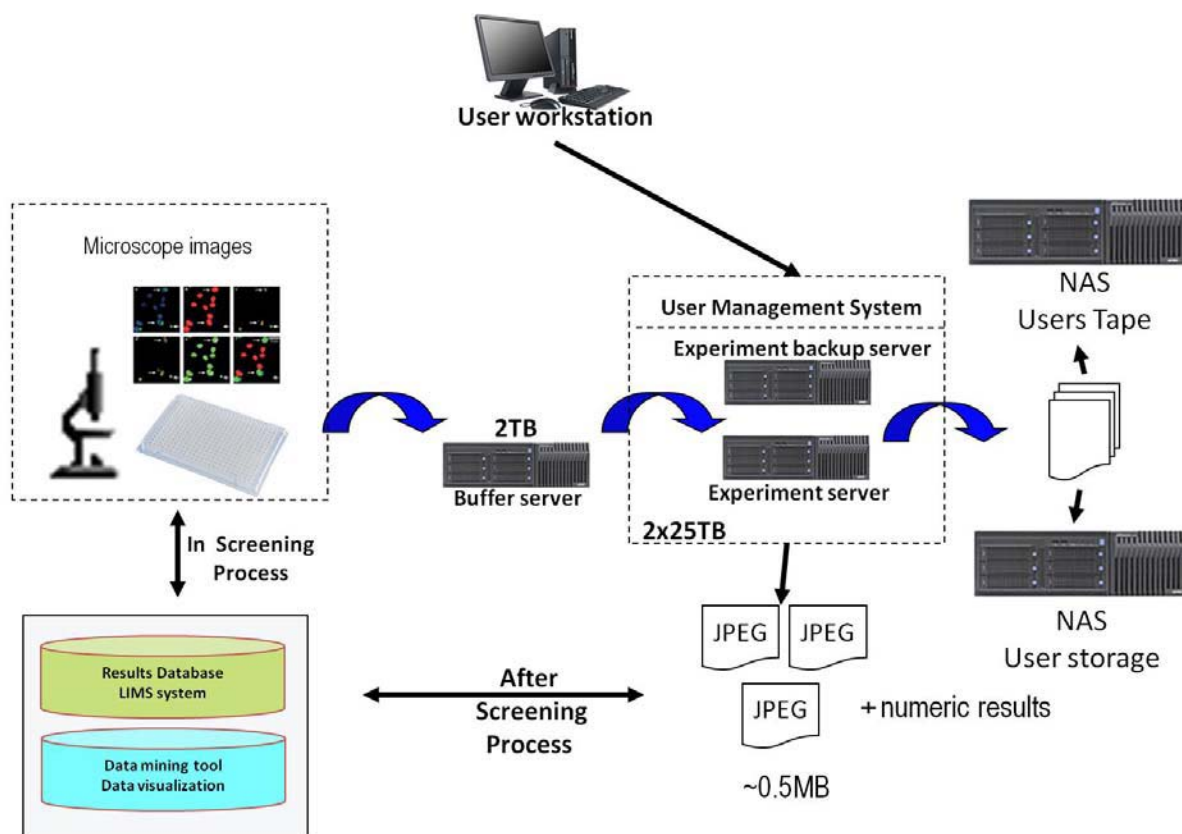 User workstation
Microscope images
User Management System
Experiment backup server
2TB
Buffer server
Experiment server
2x25TB
NAS
Users Tape
NAS
User storage
In Screening
Process
Results Database
LIMS system
Data mining tool
Data visualization
After
Screening
Process
JPEG
JPEG
JPEG
+numeric results
~0.5MB